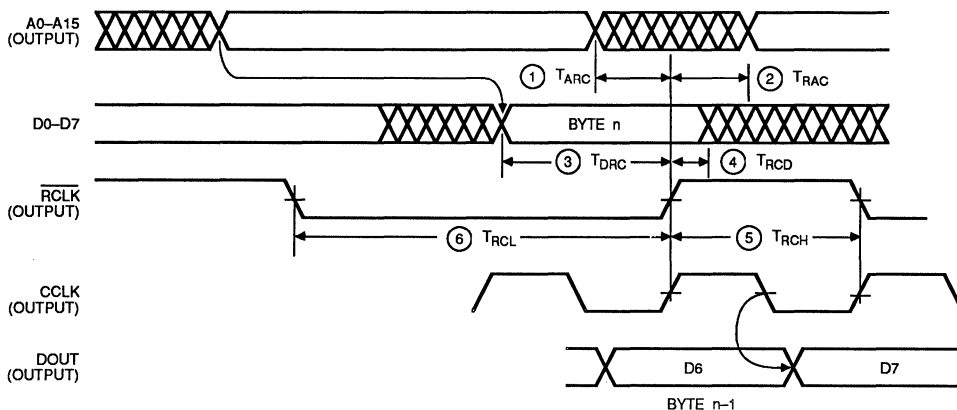 A0–A15
(OUTPUT)
① TARC
② TRAC
D0–D7
BYTE n
③ TDRC
④ TRCD
RCLK
(OUTPUT)
⑥ TRCL
⑤ TRCH
CCLK
(OUTPUT)
DOUT
(OUTPUT)
D6
D7
BYTE n–1